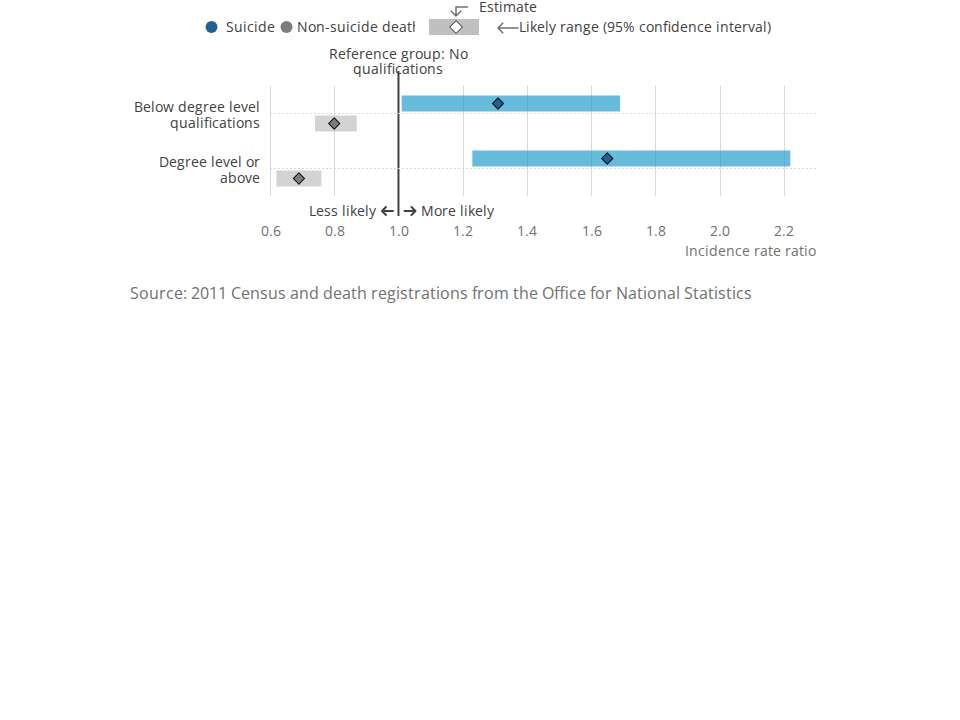 Estimate
Suicide
Non-suicide death
Likely range (95% confidence interval)
Reference group: No
qualifications
Below degree level
qualifications
Degree level or
above
Less likely
More likely
0.6 0.8 1.0 1.2 1.4 1.6 1.8 2.0 2.2
Incidence rate ratio
Source: 2011 Census and death registrations from the Office for National Statistics